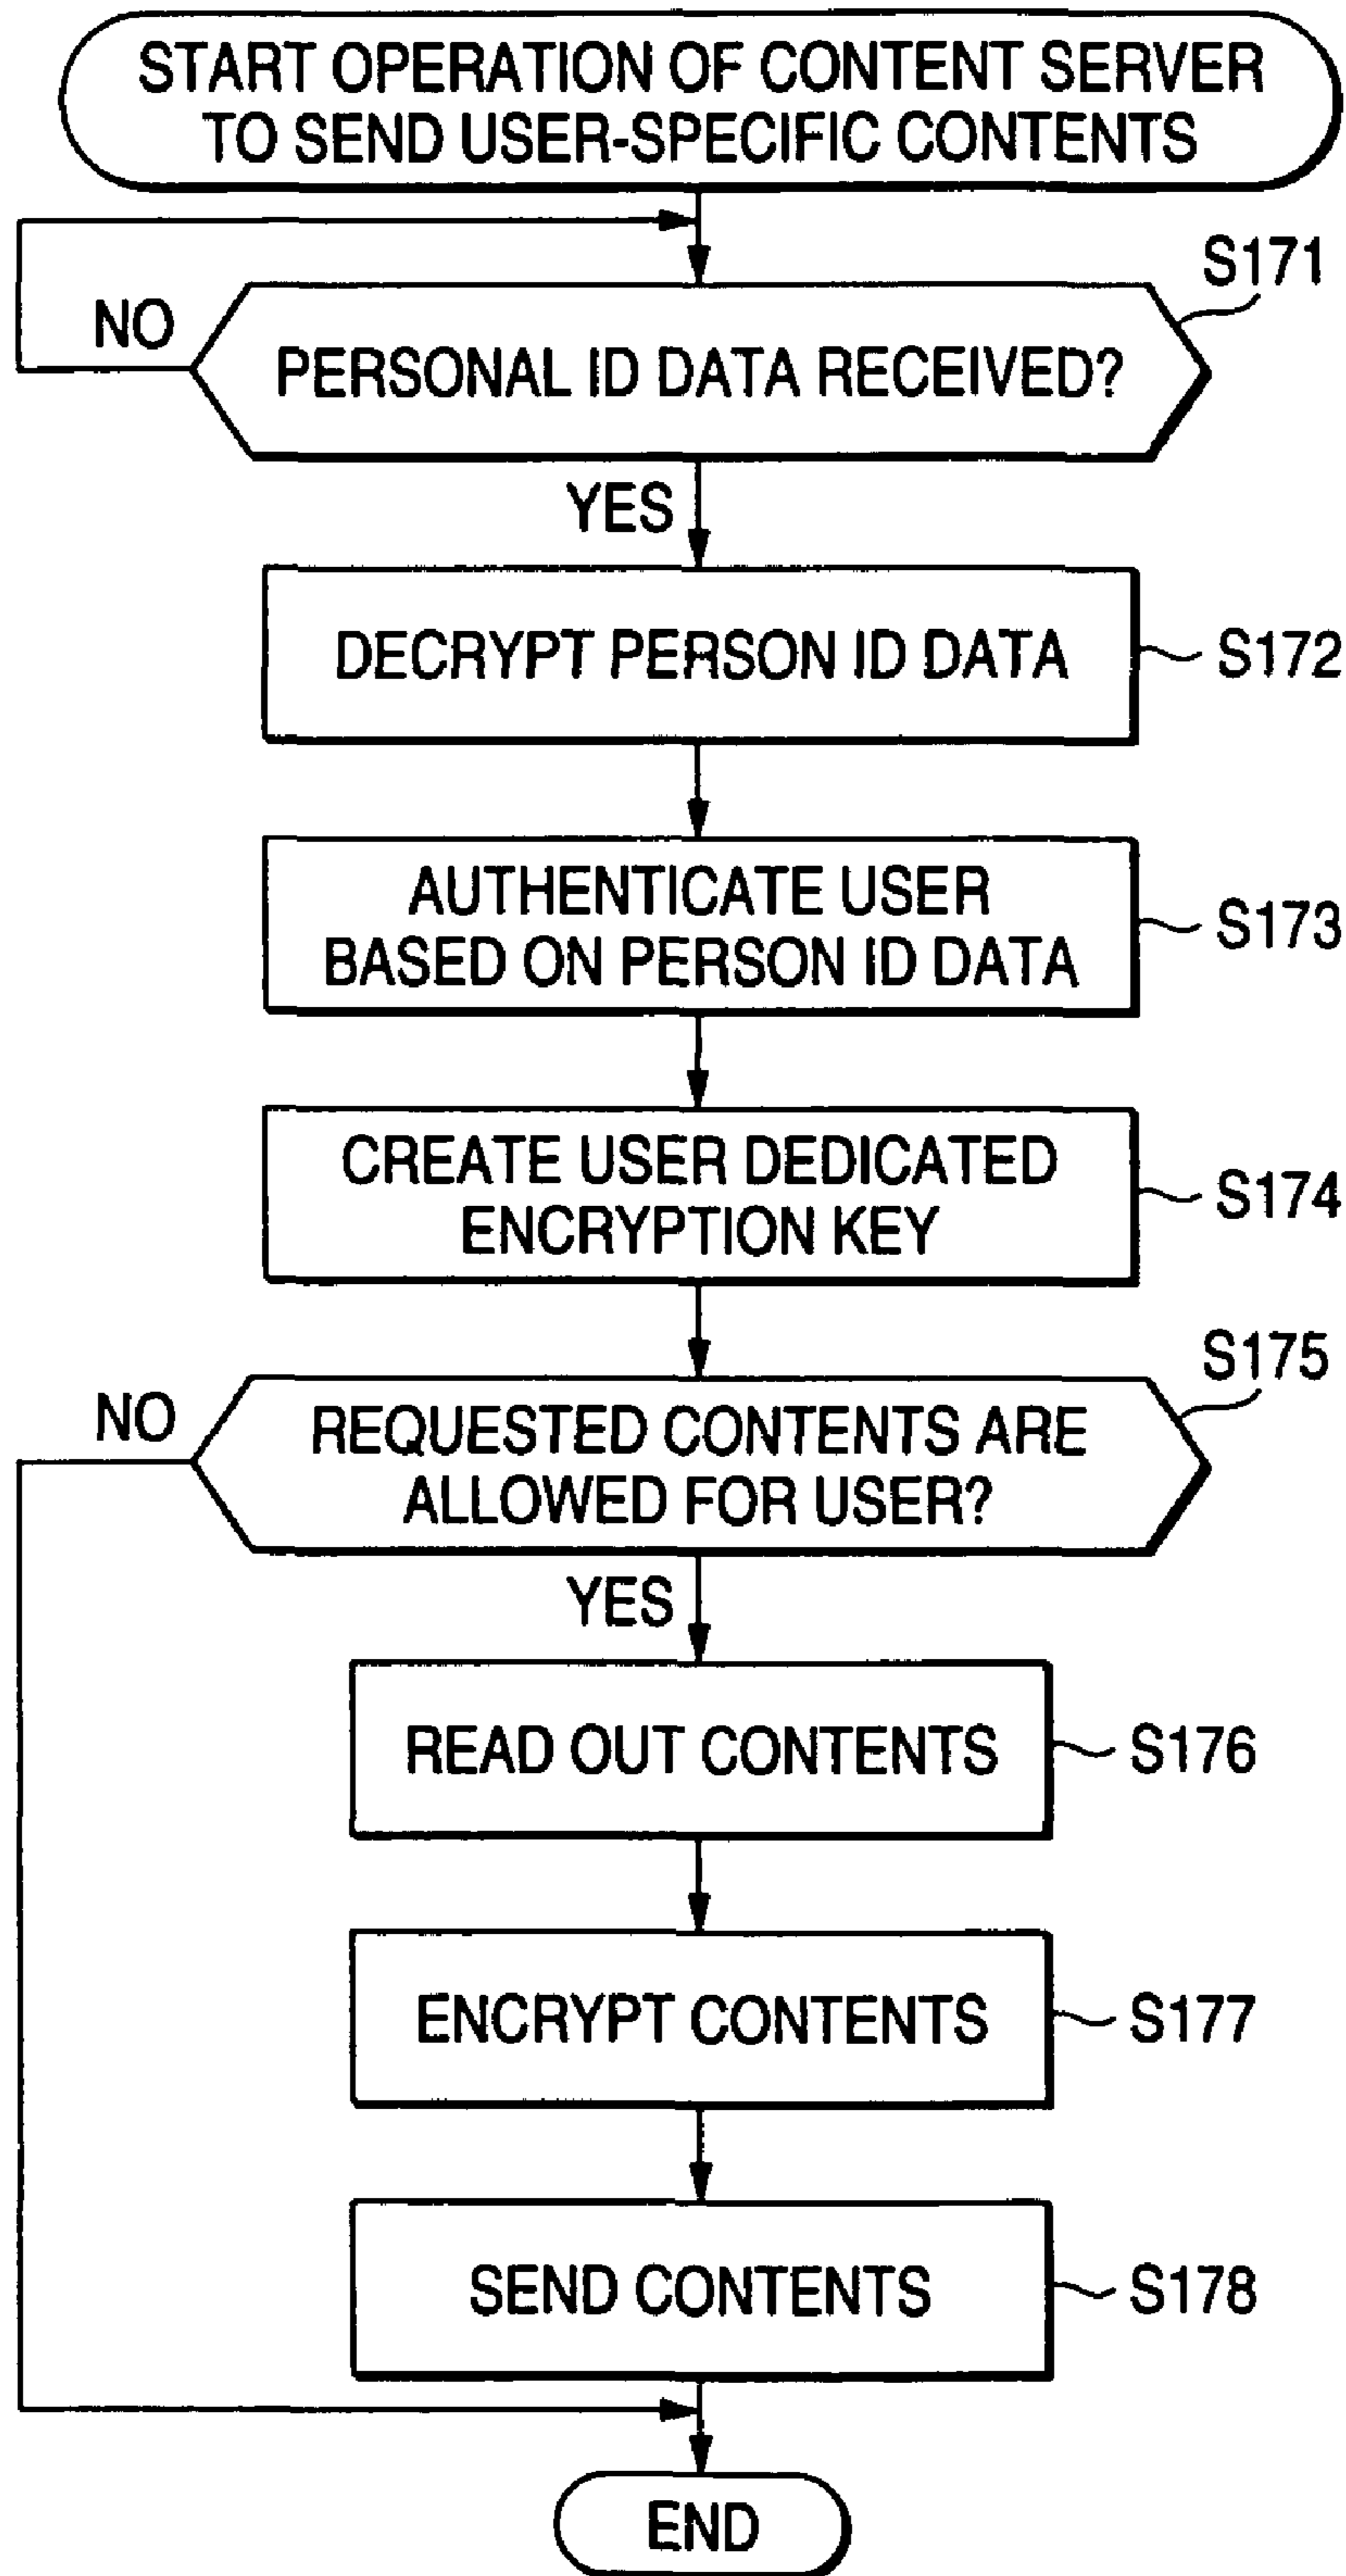 START OPERATION OF CONTENT SERVER
TO SEND USER-SPECIFIC CONTENTS
S171
NO
PERSONAL ID DATA RECEIVED?
YES
DECRYPT PERSON ID DATA
S172
AUTHENTICATE USER
BASED ON PERSON ID DATA
S173
CREATE USER DEDICATED
ENCRYPTION KEY
S174
S175
NO
REQUESTED CONTENTS ARE
ALLOWED FOR USER?
YES
READ OUT CONTENTS
S176
ENCRYPT CONTENTS
S177
SEND CONTENTS
S178
END